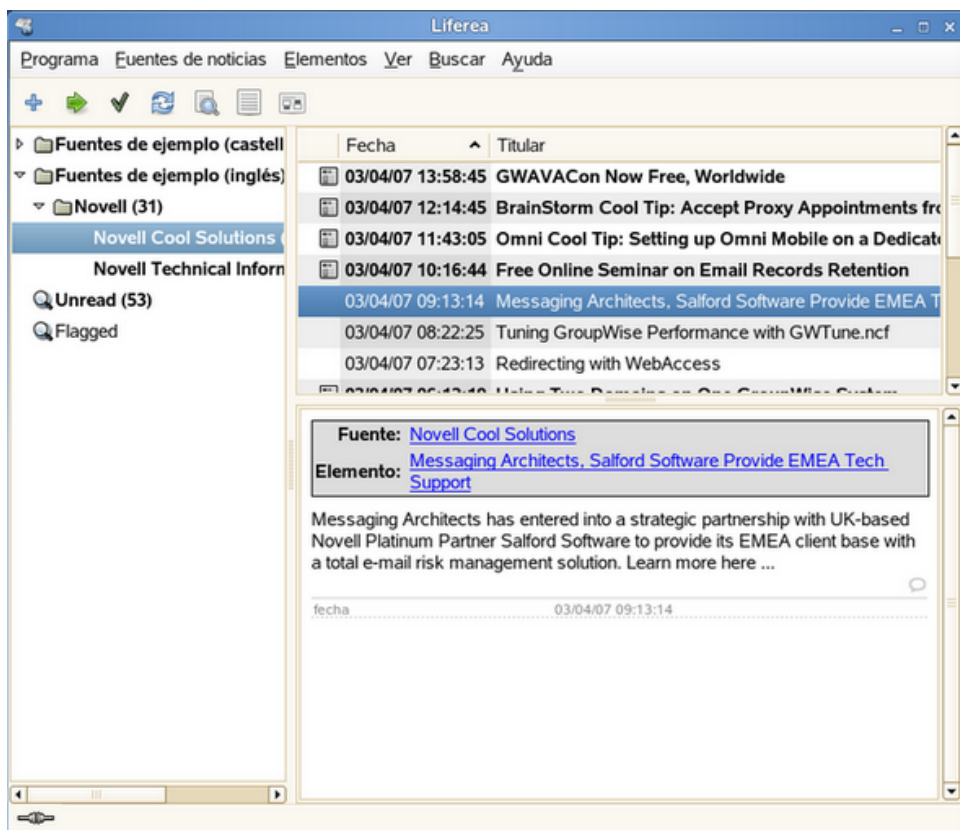 Liferea
Programa Fuentes de noticias Elementos Ver Buscar Ayuda
Fuentes de ejemplo (castell
Fuentes de ejemplo (inglés)
Novell (31)
Novell Cool Solutions (
Novell Technical Inforn
Unread (53)
Flagged
Fecha Titular
03/04/07 13:58:45 GWAVACon Now Free, Worldwide
03/04/07 12:14:45 BrainStorm Cool Tip: Accept Proxy Appointments fro
03/04/07 11:43:05 Omni Cool Tip: Setting up Omni Mobile on a Dedicate
03/04/07 10:16:44 Free Online Seminar on Email Records Retention
03/04/07 09:13:14 Messaging Architects, Salford Software Provide EMEA T
03/04/07 08:22:25 Tuning GroupWise Performance with GWTune.ncf
03/04/07 07:23:13 Redirecting with WebAccess
Using Two Domains on One GroupWise System
Fuente: Novell Cool Solutions
Elemento: Messaging Architects, Salford Software Provide EMEA Tech
Support
Messaging Architects has entered into a strategic partnership with UK-based
Novell Platinum Partner Salford Software to provide its EMEA client base with
a total e-mail risk management solution. Learn more here ...
fecha 03/04/07 09:13:14